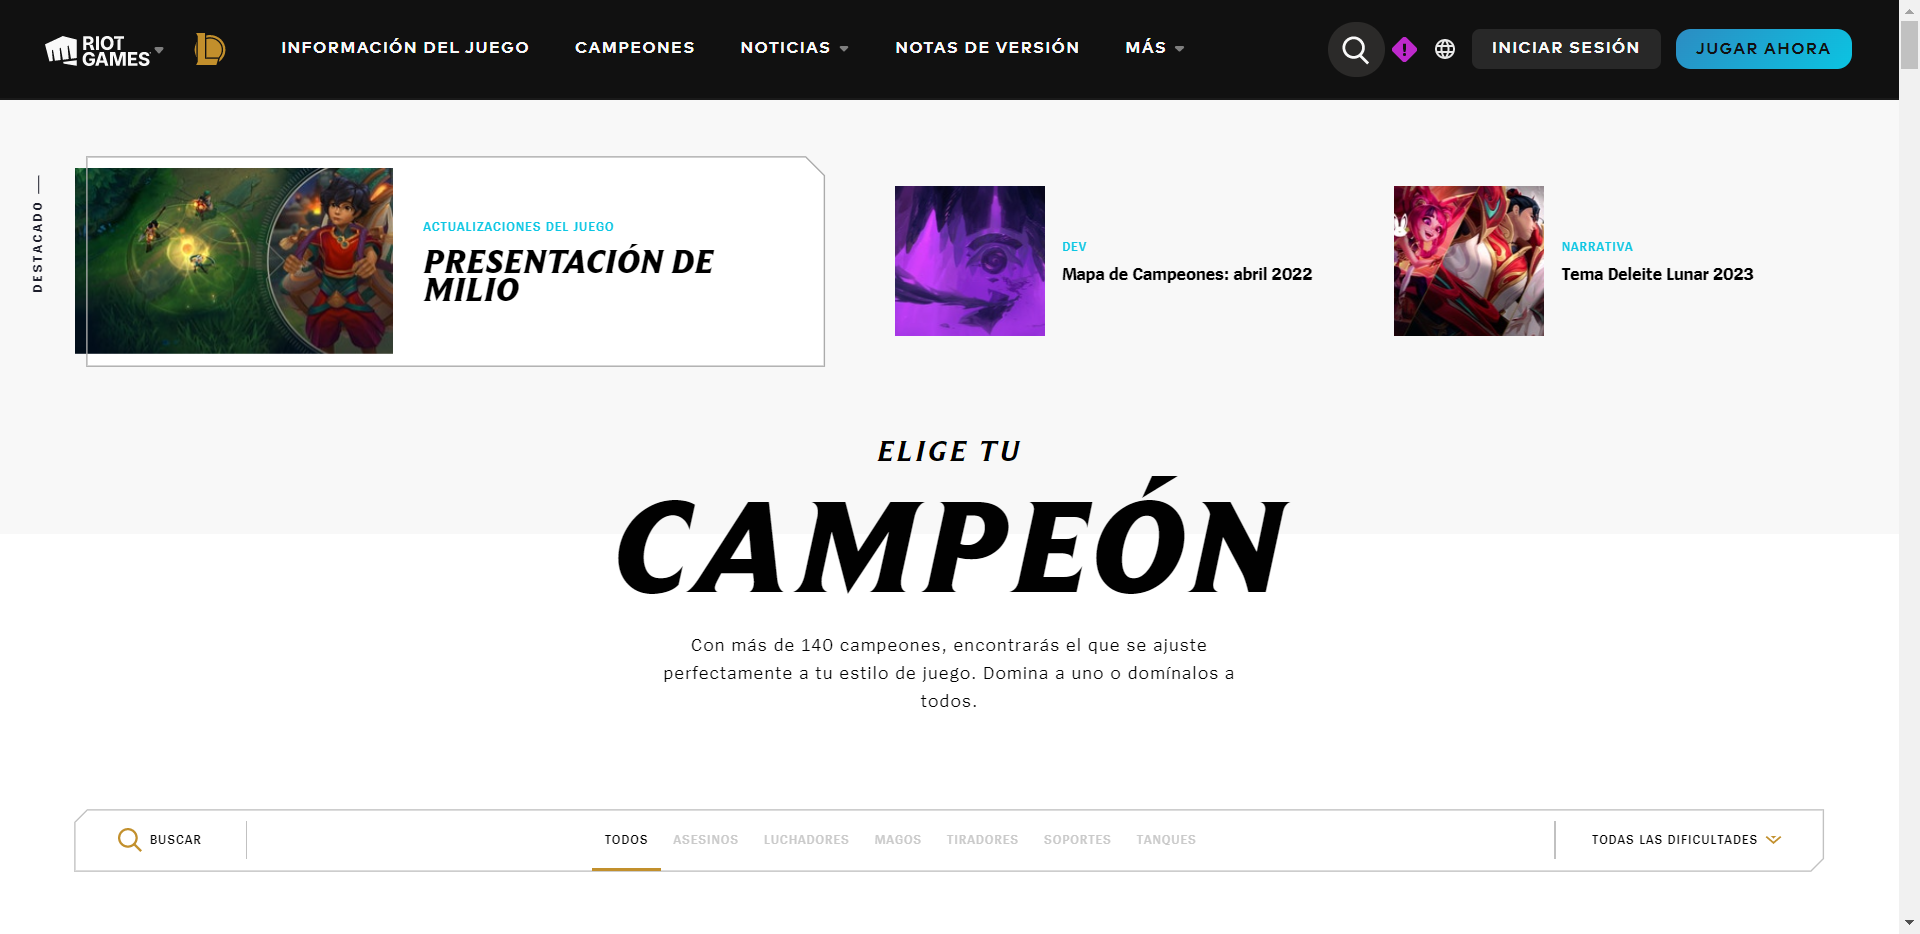 RIOT GAMES
INFORMACIÓN DEL JUEGO
CAMPEONES
NOTICIAS
NOTAS DE VERSIÓN
MÁS
INICIAR SESIÓN
JUGAR AHORA
DESTACADO
ACTUALIZACIONES DEL JUEGO
PRESENTACIÓN DE
MILIO
DEV
Mapa de Campeones: abril 2022
NARRATIVA
Tema Deleite Lunar 2023
ELIGE TU
CAMPEÓN
Con más de 140 campeones, encontrarás el que se ajuste
perfectamente a tu estilo de juego. Domina a uno o domínalos a
todos.
BUSCAR
TODOS
ASESINOS
LUCHADORES
MAGOS
TIRADORES
SOPORTES
TANQUES
TODAS LAS DIFICULTADES